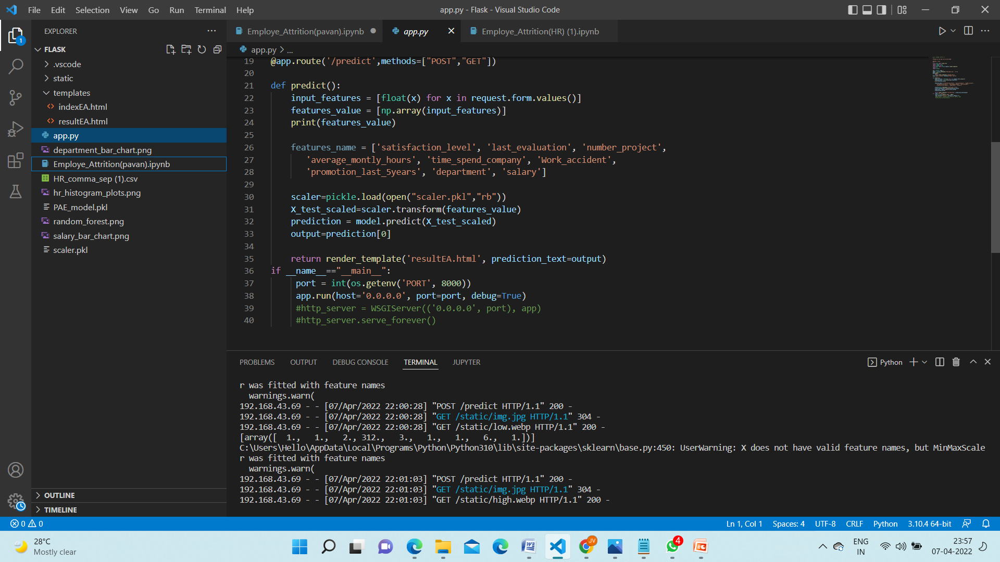 File Edit Selection View Go Run Terminal Help
app.py - Flask - Visual Studio Code
EXPLORER
FLASK
.vscode
static
templates
indexEA.html
resultEA.html
app.py
department_bar_chart.png
Employe_Attrition(pavan).ipynb
HR_comma_sep (1).csv
hr_histogram_plots.png
PAE_model.pkl
random_forest.png
salary_bar_chart.png
scaler.pkl
OUTLINE
TIMELINE
1
Employe_Attrition(pavan).ipynb
app.py
Employe_Attrition(HR) (1).ipynb
app.py > ...
19 @app.route('/predict',methods=["POST","GET"])
20
21 def predict():
22 input_features = [float(x) for x in request.form.values()]
23 features_value = [np.array(input_features)]
24 print(features_value)
25
26 features_name = ['satisfaction_level', 'last_evaluation', 'number_project',
27 'average_montly_hours', 'time_spend_company', 'Work_accident',
28 'promotion_last_5years', 'department', 'salary']
29
30 scaler=pickle.load(open("scaler.pkl","rb"))
31 X_test_scaled=scaler.transform(features_value)
32 prediction = model.predict(X_test_scaled)
33 output=prediction[0]
34
35 return render_template('resultEA.html', prediction_text=output)
36 if __name__=="__main__":
37 port = int(os.getenv('PORT', 8000))
38 app.run(host='0.0.0.0', port=port, debug=True)
39 #http_server = WSGIServer(('0.0.0.0', port), app)
40 #http_server.serve_forever()
PROBLEMS OUTPUT DEBUG CONSOLE TERMINAL JUPYTER
Python
r was fitted with feature names
warnings.warn(
192.168.43.69 - - [07/Apr/2022 22:00:28] "POST /predict HTTP/1.1" 200 -
192.168.43.69 - - [07/Apr/2022 22:00:28] "GET /static/img.jpg HTTP/1.1" 304 -
192.168.43.69 - - [07/Apr/2022 22:00:28] "GET /static/low.webp HTTP/1.1" 200 -
[array([ 1., 1., 2., 312., 3., 1., 1., 6., 1.])]
C:\Users\Hello\AppData\Local\Programs\Python\Python310\lib\site-packages\sklearn\base.py:450: UserWarning: X does not have valid feature names, but MinMaxScale
r was fitted with feature names
warnings.warn(
192.168.43.69 - - [07/Apr/2022 22:01:03] "POST /predict HTTP/1.1" 200 -
192.168.43.69 - - [07/Apr/2022 22:01:03] "GET /static/img.jpg HTTP/1.1" 304 -
192.168.43.69 - - [07/Apr/2022 22:01:03] "GET /static/high.webp HTTP/1.1" 200 -
0 0
Ln 1, Col 1 Spaces: 4 UTF-8 CRLF Python 3.10.4 64-bit
28°C
Mostly clear
W
JV
4
ENG
IN
23:57
07-04-2022